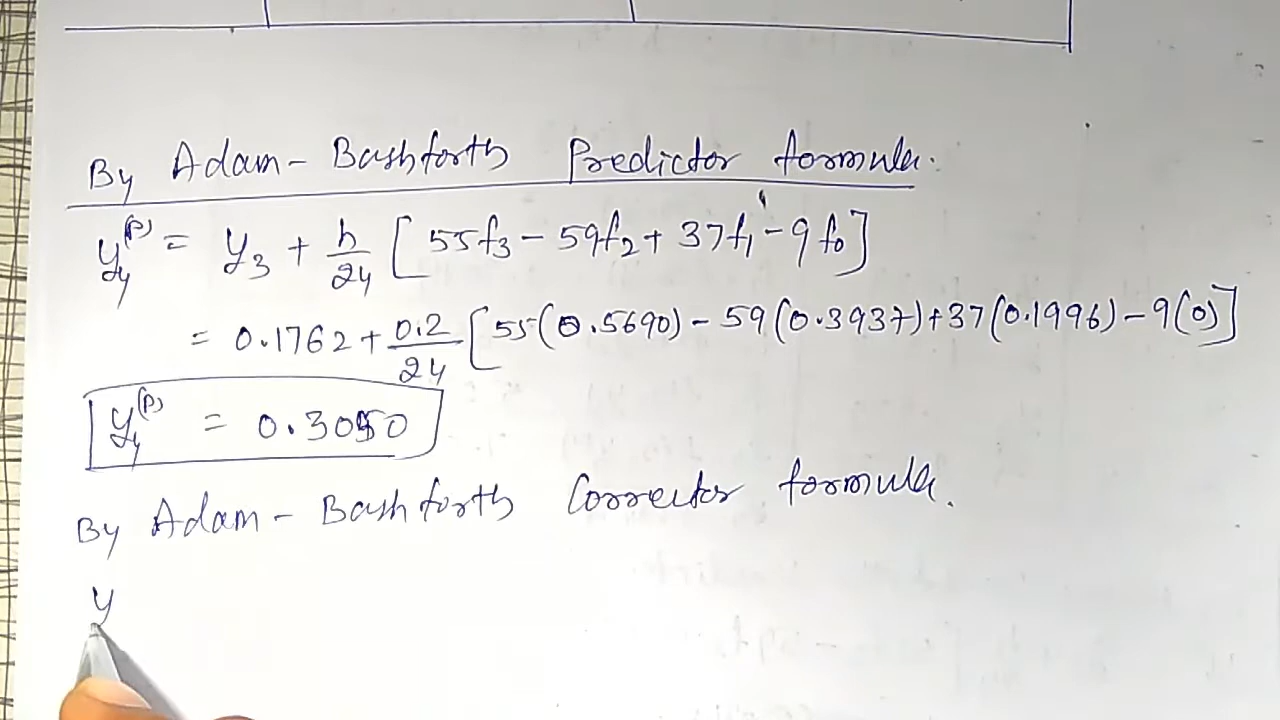 By Adam-Bashforth Predictor formula.
y₄⁽ᵖ⁾ = y₃ + h/24 [55f₃ - 59f₂ + 37f₁ - 9f₀]
= 0.1762 + 0.2/24 [55(0.5690) - 59(0.3937) + 37(0.1996) - 9(0)]
y₄⁽ᵖ⁾ = 0.3050
By Adam-Bashforth Corrector formula.
y